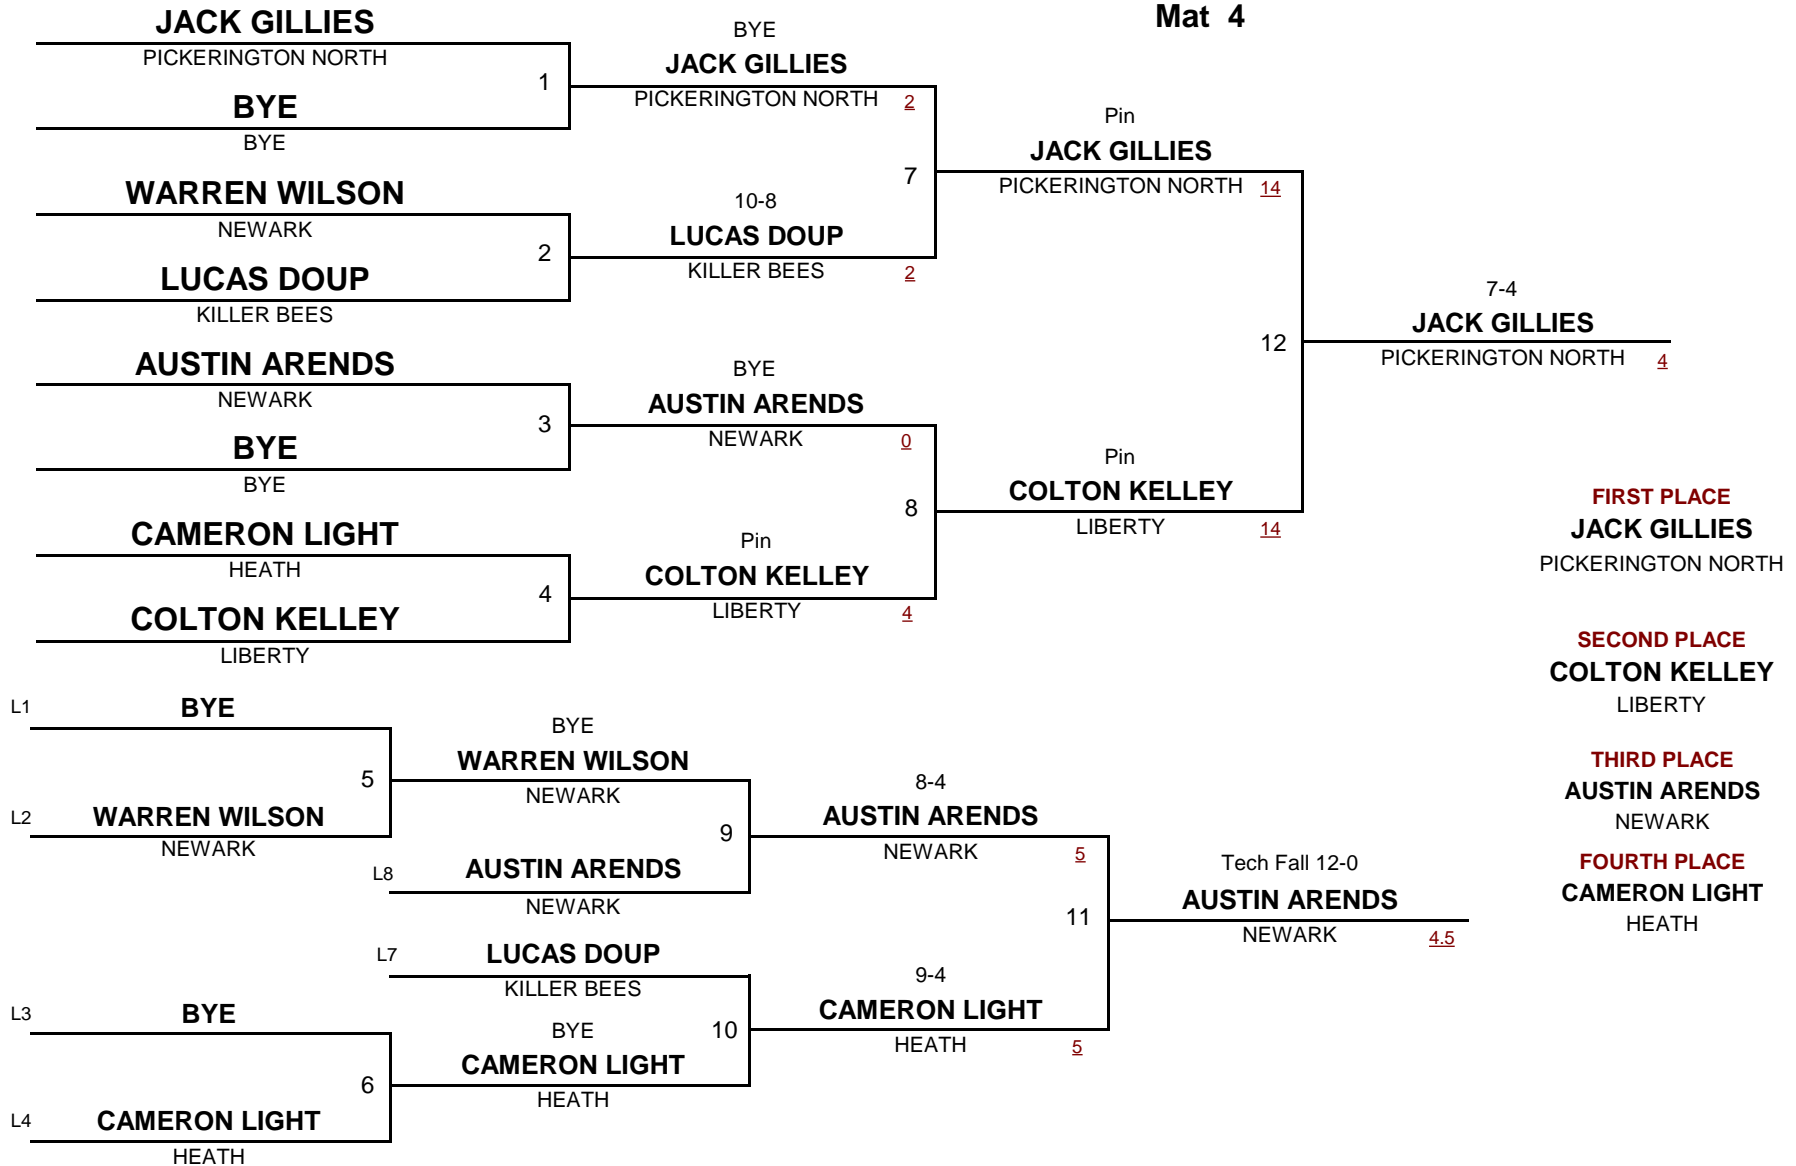 Mat 4
JACK GILLIES
PICKERINGTON NORTH
1
BYE
BYE
WARREN WILSON
NEWARK
2
LUCAS DOUP
KILLER BEES
AUSTIN ARENDS
NEWARK
3
BYE
BYE
CAMERON LIGHT
HEATH
4
COLTON KELLEY
LIBERTY
BYE
JACK GILLIES
PICKERINGTON NORTH 2
7
10-8
LUCAS DOUP
KILLER BEES 2
BYE
AUSTIN ARENDS
NEWARK 0
8
Pin
COLTON KELLEY
LIBERTY 4
Pin
JACK GILLIES
PICKERINGTON NORTH 14
12
Pin
COLTON KELLEY
LIBERTY 14
7-4
JACK GILLIES
PICKERINGTON NORTH 4
L1 BYE
5
L2 WARREN WILSON
NEWARK
BYE
WARREN WILSON
NEWARK
9
L8 AUSTIN ARENDS
NEWARK
L7 LUCAS DOUP
KILLER BEES
10
BYE
CAMERON LIGHT
HEATH
L3 BYE
6
L4 CAMERON LIGHT
HEATH
8-4
AUSTIN ARENDS
NEWARK 5
11
9-4
CAMERON LIGHT
HEATH 5
Tech Fall 12-0
AUSTIN ARENDS
NEWARK 4.5
FIRST PLACE
JACK GILLIES
PICKERINGTON NORTH
SECOND PLACE
COLTON KELLEY
LIBERTY
THIRD PLACE
AUSTIN ARENDS
NEWARK
FOURTH PLACE
CAMERON LIGHT
HEATH